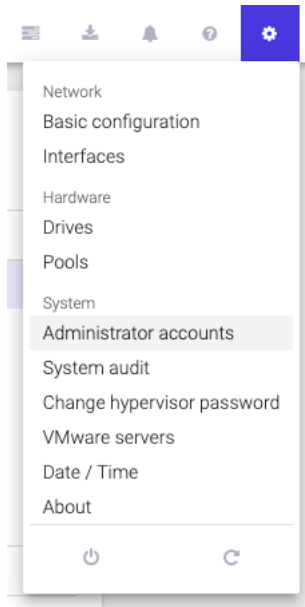 Network
Basic configuration
Interfaces
Hardware
Drives
Pools
System
Administrator accounts
System audit
Change hypervisor password
VMware servers
Date / Time
About